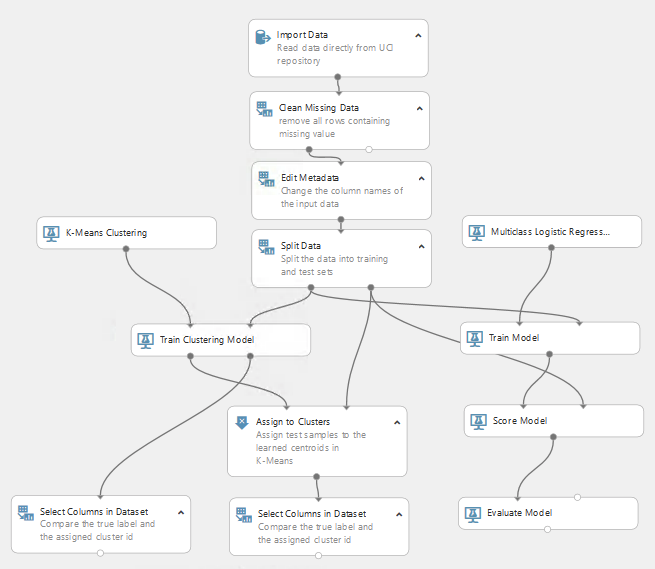 Import Data
Read data directly from UCI
repository
Clean Missing Data
remove all rows containing
missing value
Edit Metadata
Change the column names of
the input data
K-Means Clustering
Split Data
Split the data into training
and test sets
Multiclass Logistic Regress...
Train Clustering Model
Train Model
Assign to Clusters
Assign test samples to the
learned centroids in
K-Means
Score Model
Select Columns in Dataset
Compare the true label and
the assigned cluster id
Select Columns in Dataset
Compare the true label and
the assigned cluster id
Evaluate Model